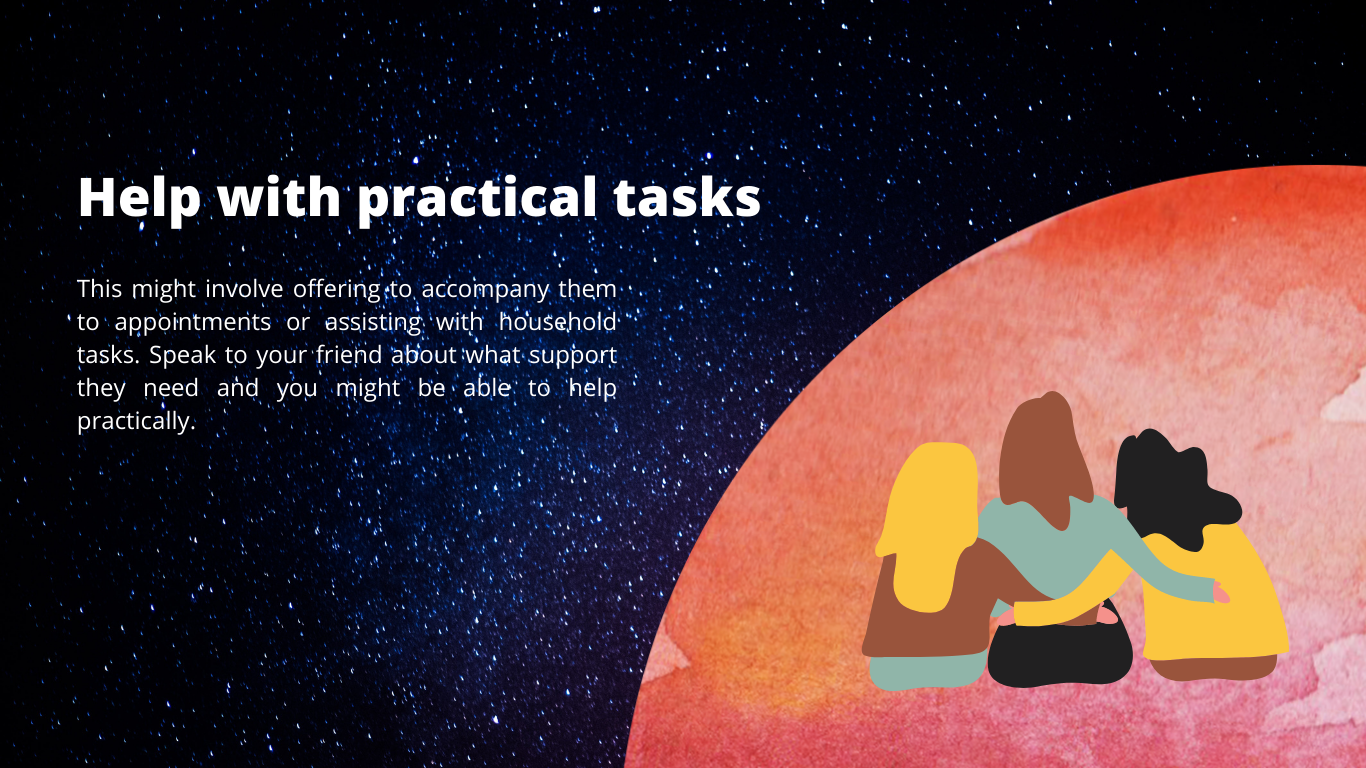 Help with practical tasks
This might involve offering to accompany them
to appointments or assisting with household
tasks. Speak to your friend about what support
they need and you might be able to help
practically.